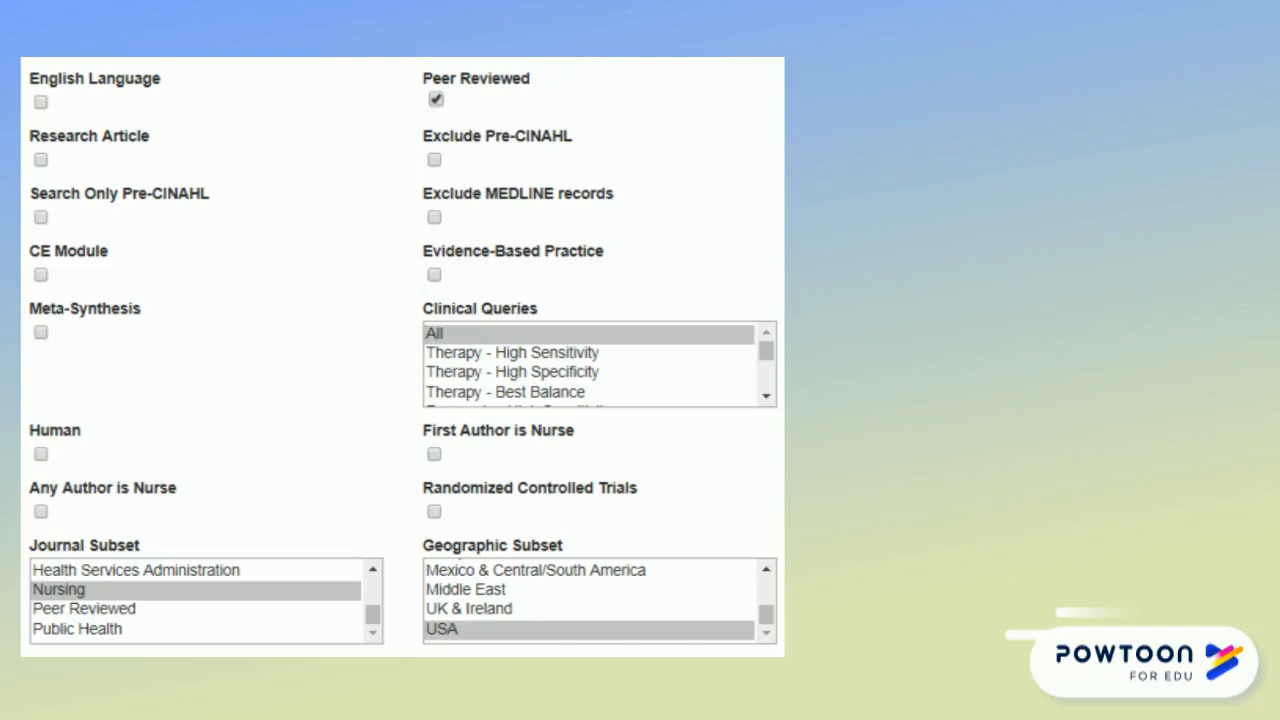 English Language
Peer Reviewed
Research Article
Exclude Pre-CINAHL
Search Only Pre-CINAHL
Exclude MEDLINE records
CE Module
Evidence-Based Practice
Meta-Synthesis
Clinical Queries
All
Therapy - High Sensitivity
Therapy - High Specificity
Therapy - Best Balance
Human
First Author is Nurse
Any Author is Nurse
Randomized Controlled Trials
Journal Subset
Health Services Administration
Nursing
Peer Reviewed
Public Health
Geographic Subset
Mexico & Central/South America
Middle East
UK & Ireland
USA
POWTOON
FOR EDU